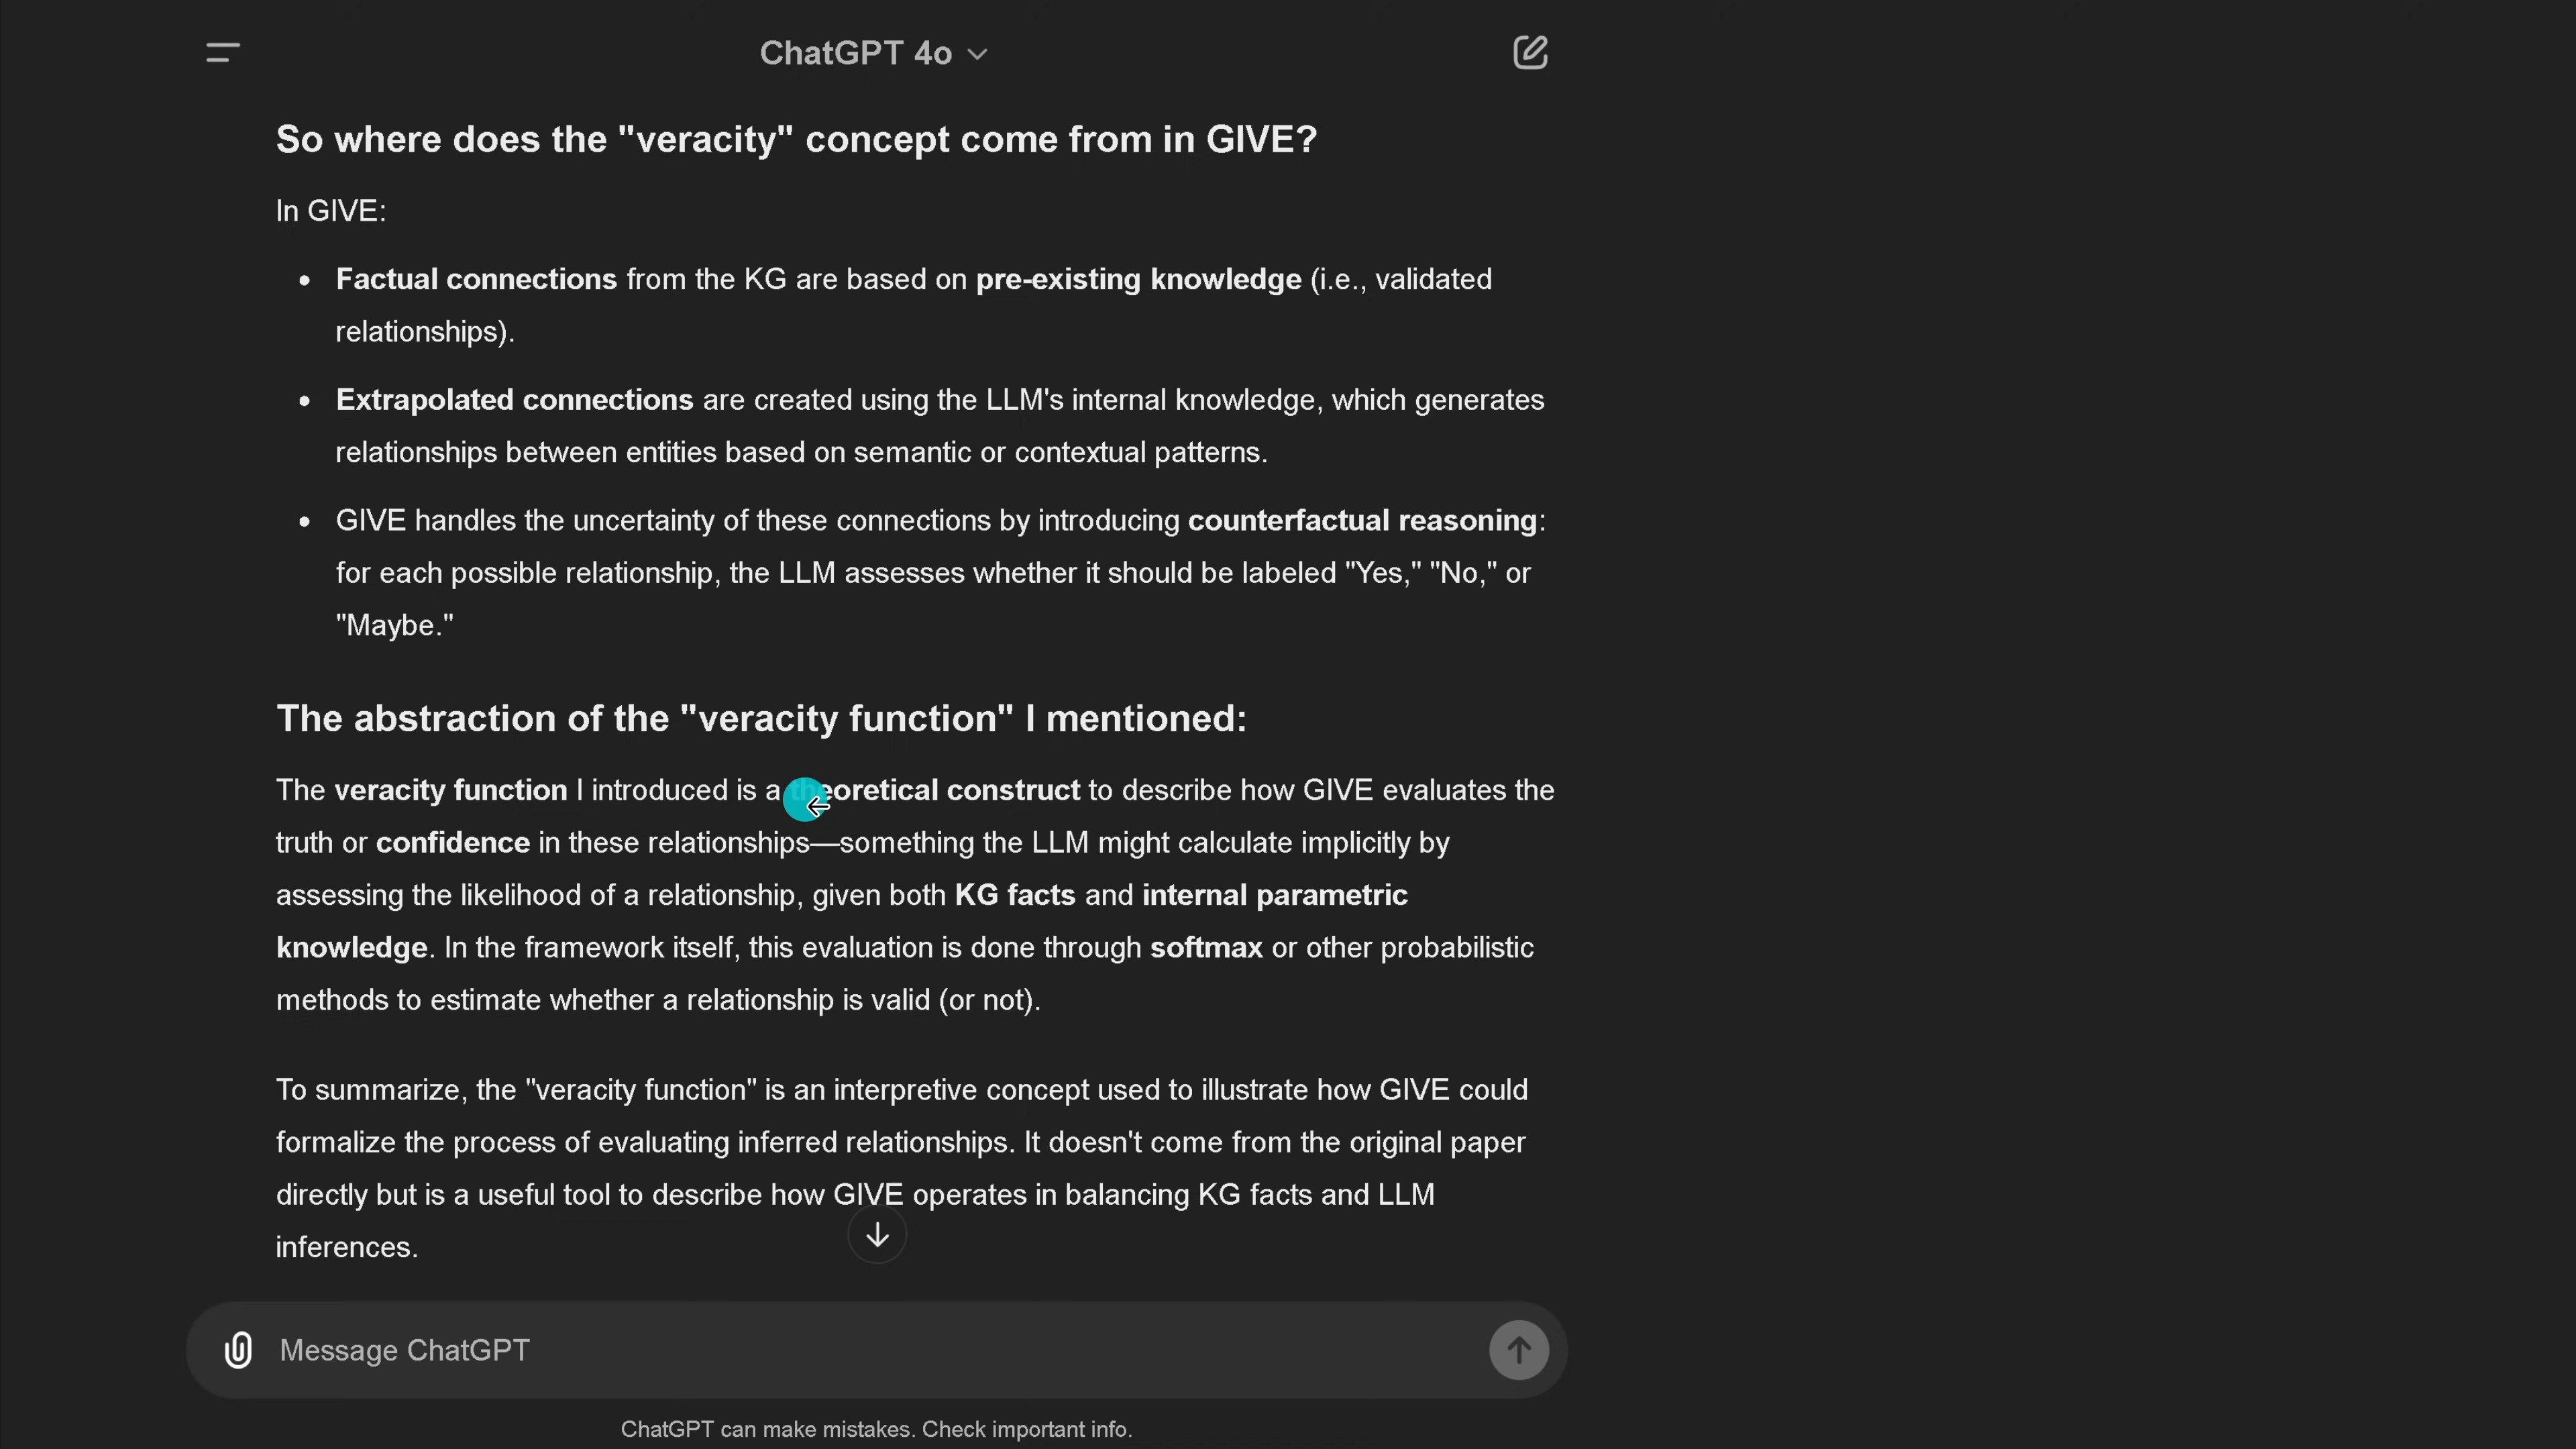 ChatGPT 4o
So where does the "veracity" concept come from in GIVE?
In GIVE:
• Factual connections from the KG are based on pre-existing knowledge (i.e., validated
relationships).
• Extrapolated connections are created using the LLM's internal knowledge, which generates
relationships between entities based on semantic or contextual patterns.
• GIVE handles the uncertainty of these connections by introducing counterfactual reasoning:
for each possible relationship, the LLM assesses whether it should be labeled "Yes," "No," or
"Maybe."
The abstraction of the "veracity function" I mentioned:
The veracity function I introduced is a theoretical construct to describe how GIVE evaluates the
truth or confidence in these relationships—something the LLM might calculate implicitly by
assessing the likelihood of a relationship, given both KG facts and internal parametric
knowledge. In the framework itself, this evaluation is done through softmax or other probabilistic
methods to estimate whether a relationship is valid (or not).
To summarize, the "veracity function" is an interpretive concept used to illustrate how GIVE could
formalize the process of evaluating inferred relationships. It doesn't come from the original paper
directly but is a useful tool to describe how GIVE operates in balancing KG facts and LLM
inferences.
Message ChatGPT
ChatGPT can make mistakes. Check important info.